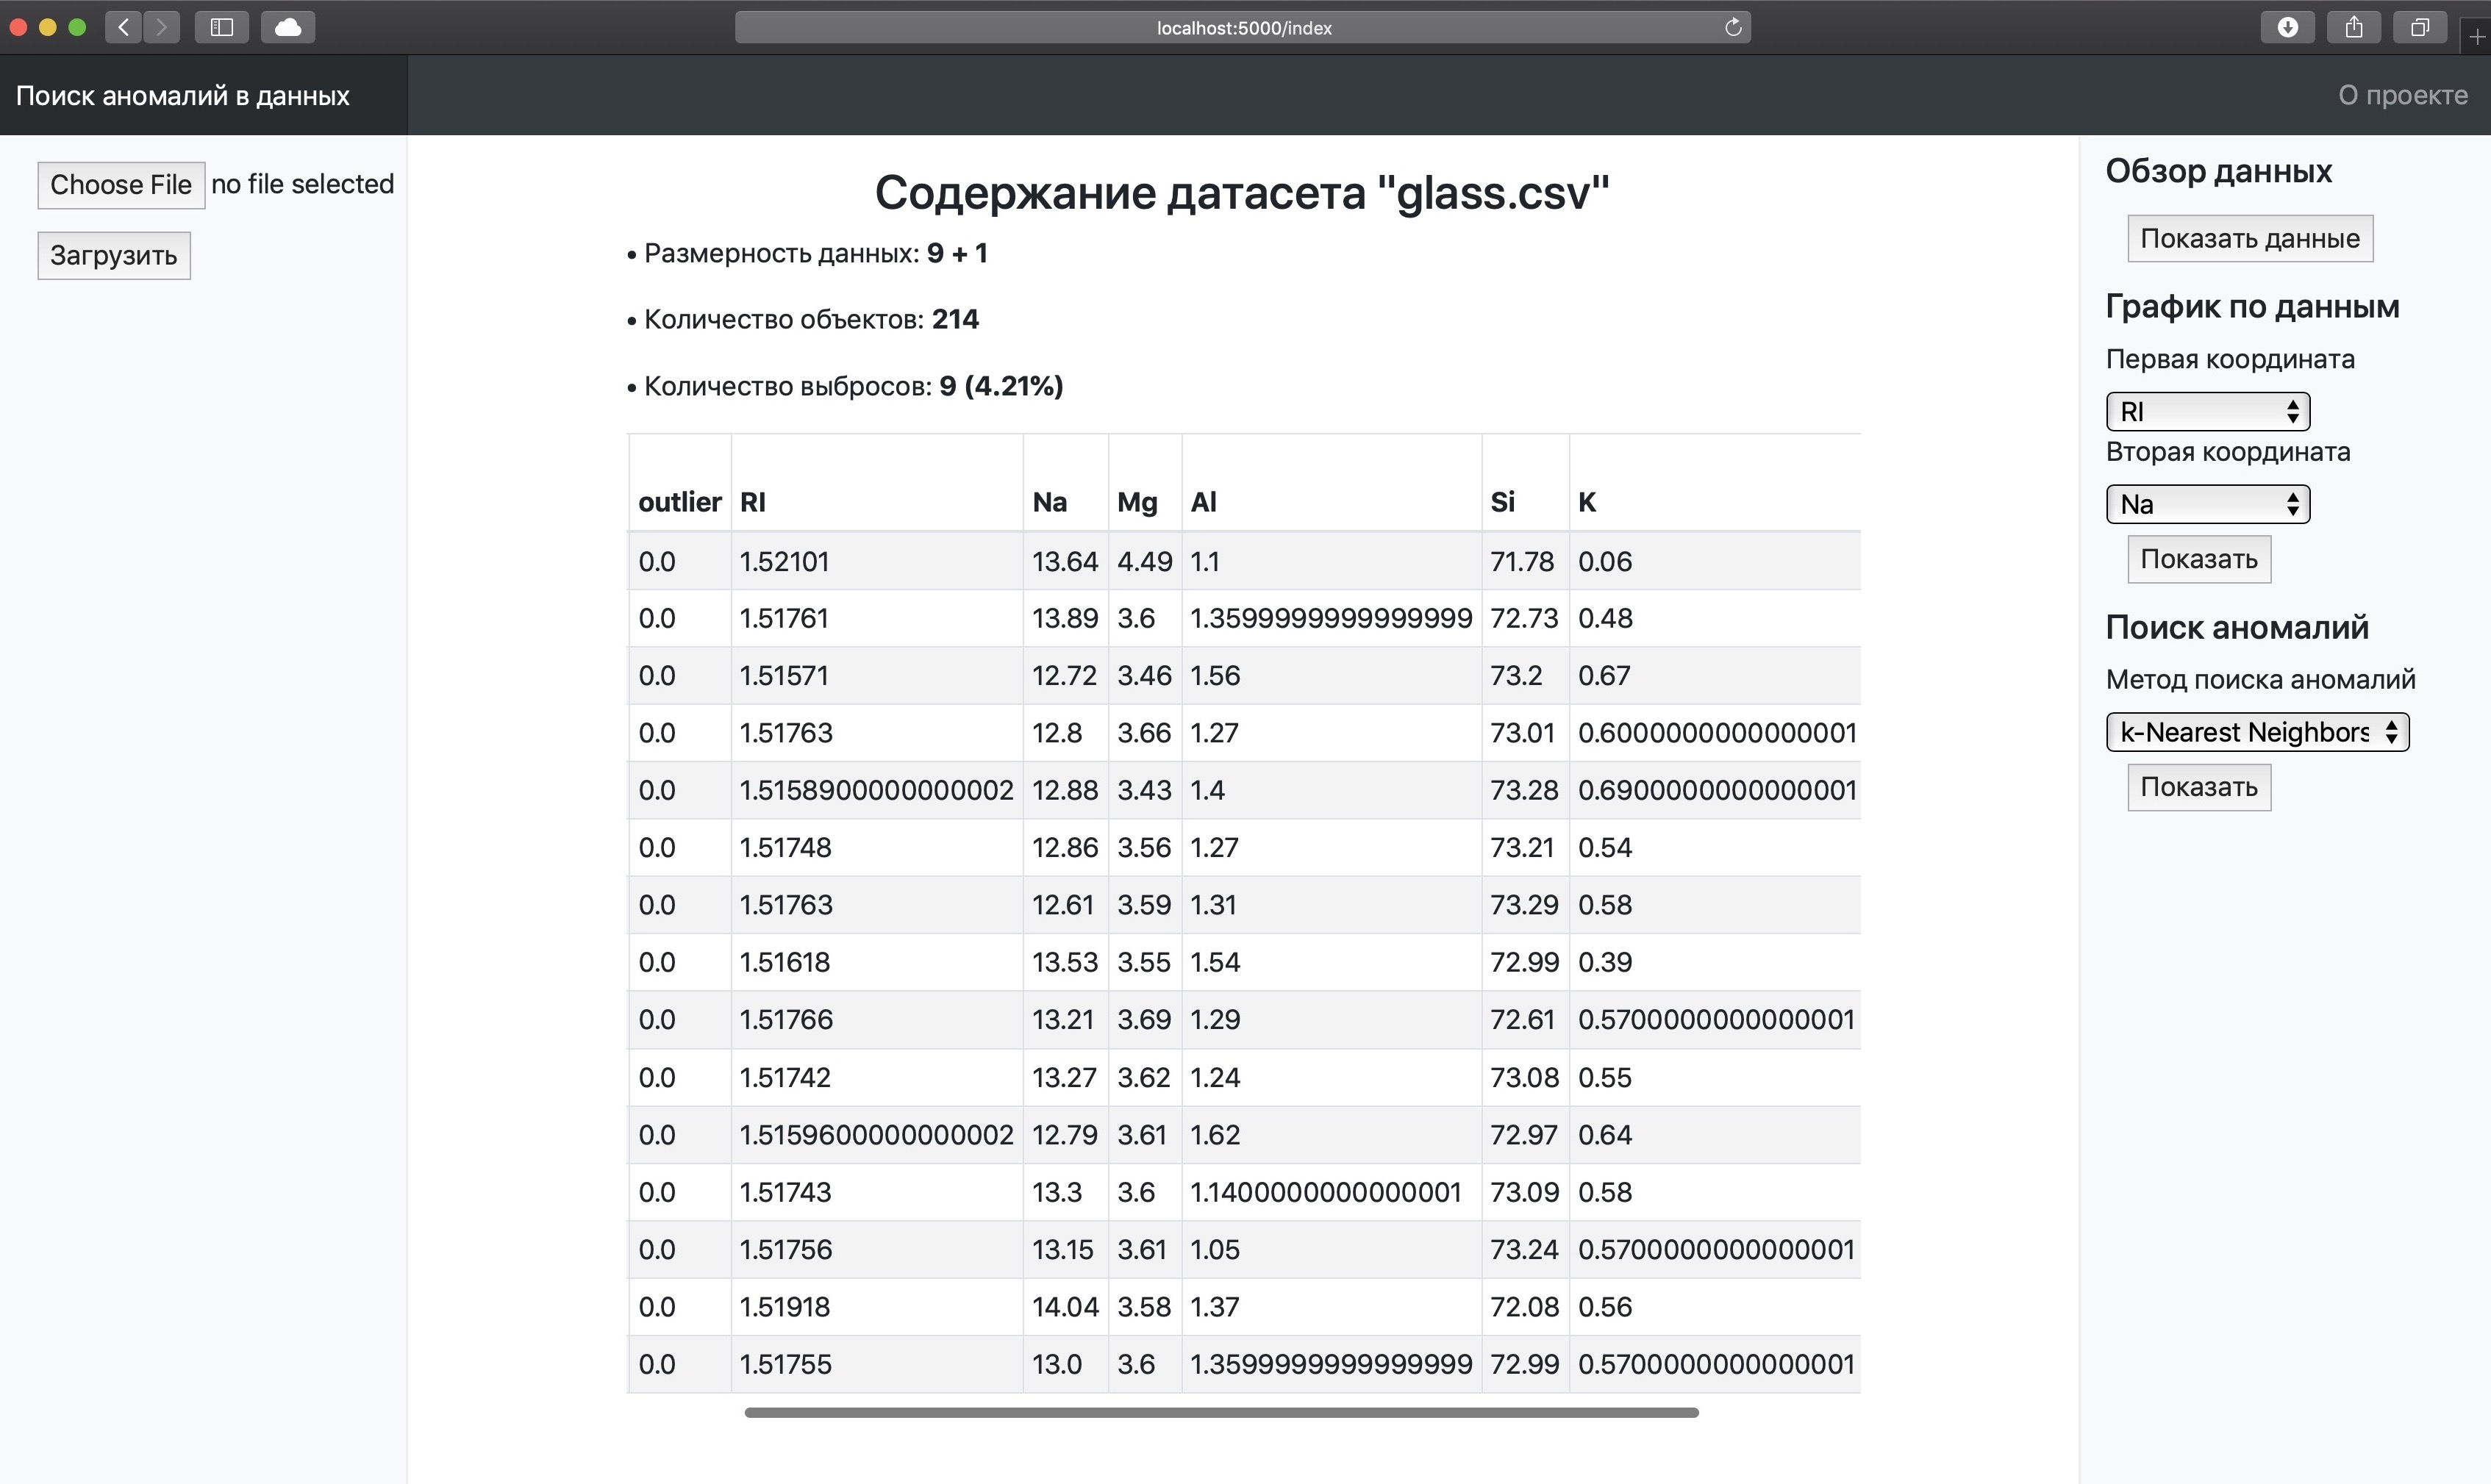 localhost:5000/index
Поиск аномалий в данных
О проекте
Choose File no file selected
Загрузить
Содержание датасета "glass.csv"
• Размерность данных: 9 + 1
• Количество объектов: 214
• Количество выбросов: 9 (4.21%)
outlier RI Na Mg Al Si K
0.0 1.52101 13.64 4.49 1.1 71.78 0.06
0.0 1.51761 13.89 3.6 1.3599999999999999 72.73 0.48
0.0 1.51571 12.72 3.46 1.56 73.2 0.67
0.0 1.51763 12.8 3.66 1.27 73.01 0.6000000000000001
0.0 1.5158900000000002 12.88 3.43 1.4 73.28 0.6900000000000001
0.0 1.51748 12.86 3.56 1.27 73.21 0.54
0.0 1.51763 12.61 3.59 1.31 73.29 0.58
0.0 1.51618 13.53 3.55 1.54 72.99 0.39
0.0 1.51766 13.21 3.69 1.29 72.61 0.5700000000000001
0.0 1.51742 13.27 3.62 1.24 73.08 0.55
0.0 1.5159600000000002 12.79 3.61 1.62 72.97 0.64
0.0 1.51743 13.3 3.6 1.1400000000000001 73.09 0.58
0.0 1.51756 13.15 3.61 1.05 73.24 0.5700000000000001
0.0 1.51918 14.04 3.58 1.37 72.08 0.56
0.0 1.51755 13.0 3.6 1.3599999999999999 72.99 0.5700000000000001
Обзор данных
Показать данные
График по данным
Первая координата
RI
Вторая координата
Na
Показать
Поиск аномалий
Метод поиска аномалий
k-Nearest Neighbors
Показать